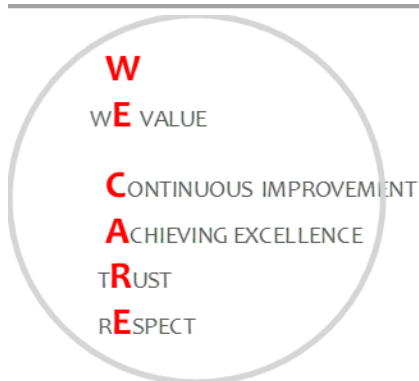 W
WE VALUE
CONTINUOUS IMPROVEMENT
ACHIEVING EXCELLENCE
TRUST
RESPECT